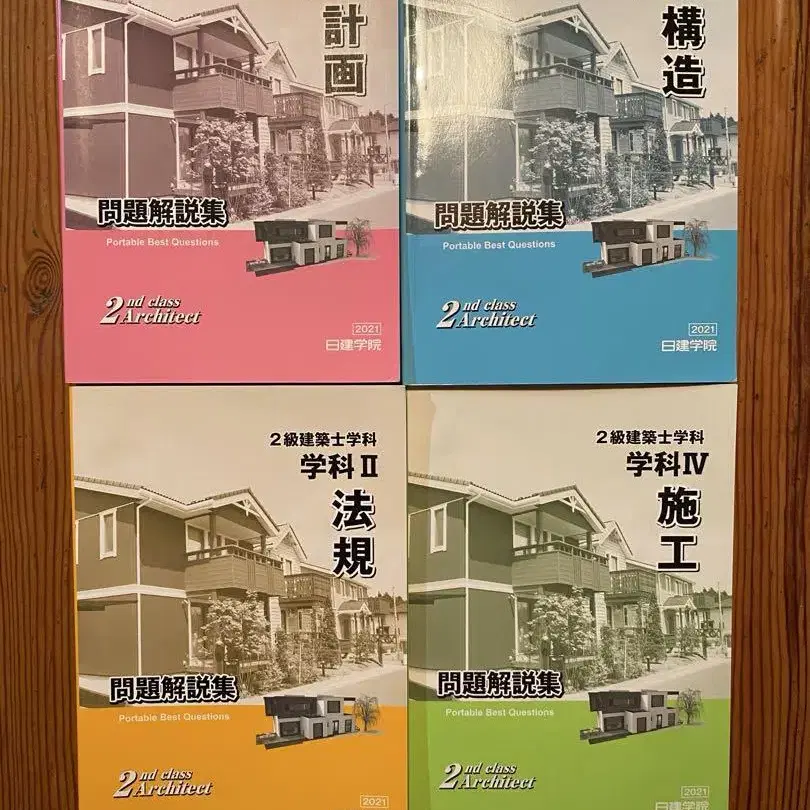 計画
問題解説集
Portable Best Questions
2nd class
Architect
2021
日建学院
構造
問題解説集
Portable Best Questions
2nd class
Architect
2021
日建学院
2級建築士学科
学科Ⅱ
法規
問題解説集
Portable Best Questions
2nd class
Architect
2021
2級建築士学科
学科Ⅳ
施工
問題解説集
Portable Best Questions
2nd class
Architect
2021
日建学院